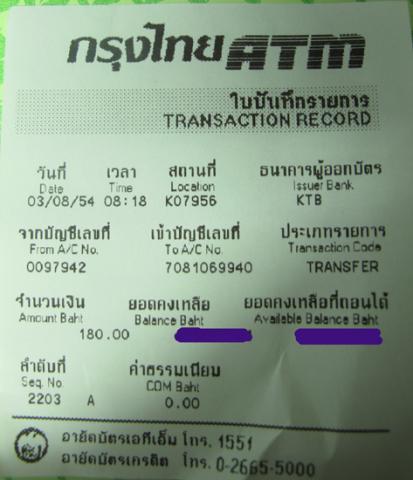 กรุงไทย ATM
ใบบันทึกรายการ
TRANSACTION RECORD
วันที่ เวลา สถานที่ ธนาคารผู้ออกบัตร
Date Time Location Issuer Bank
03/08/54 08:18 K07956 KTB
จากบัญชีเลขที่ เข้าบัญชีเลขที่ ประเภทรายการ
From A/C No. To A/C No. Transaction Code
0097942 7081069940 TRANSFER
จำนวนเงิน ยอดคงเหลือ ยอดคงเหลือที่ถอนได้
Amount Baht Balance Baht Available Balance Baht
180.00
ลำดับที่ ค่าธรรมเนียม
Seq. No. COM Baht
2203 A 0.00
อายัดบัตรเอทีเอ็ม โทร. 1551
อายัดบัตรเครดิต โทร. 0-2665-5000